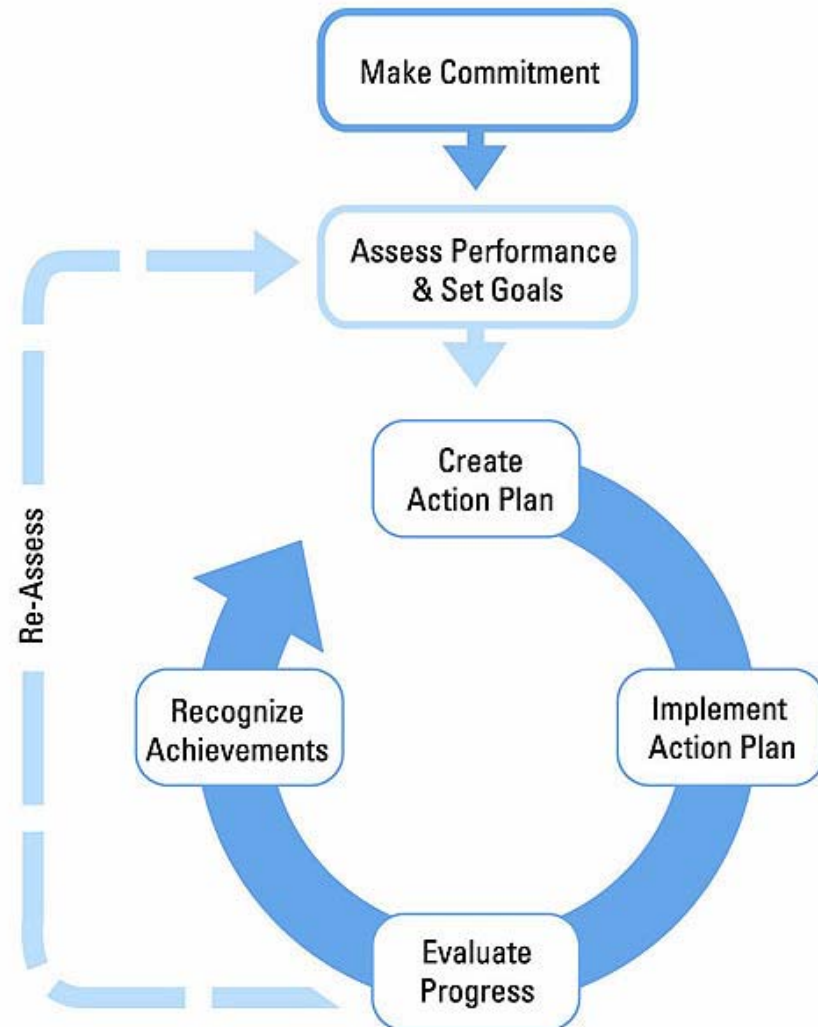 Make Commitment
Assess Performance
& Set Goals
Create
Action Plan
Re-Assess
Recognize
Achievements
Implement
Action Plan
Evaluate
Progress